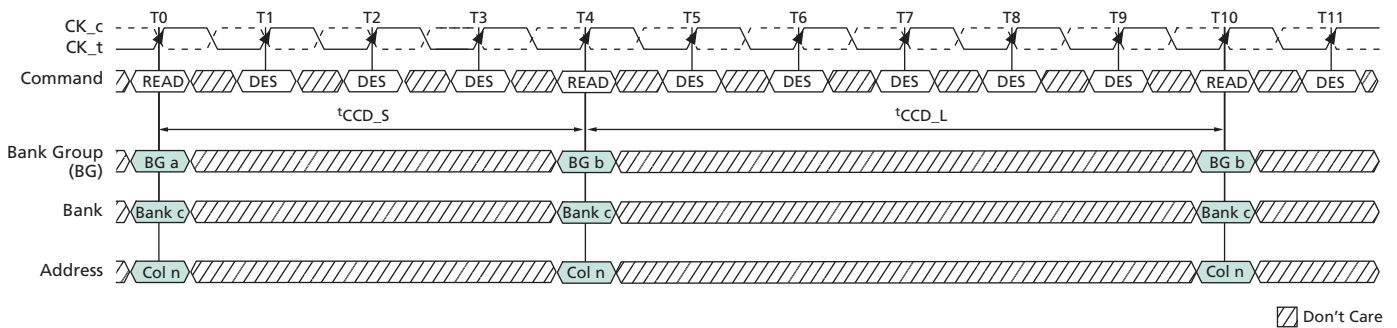 T0 T1 T2 T3 T4 T5 T6 T7 T8 T9 T10 T11
CK_c
CK_t
Command READ DES DES DES READ DES DES DES DES DES READ DES
tCCD_S tCCD_L
Bank Group (BG) BG a BG b BG b
Bank Bank c Bank c Bank c
Address Col n Col n Col n
Don't Care